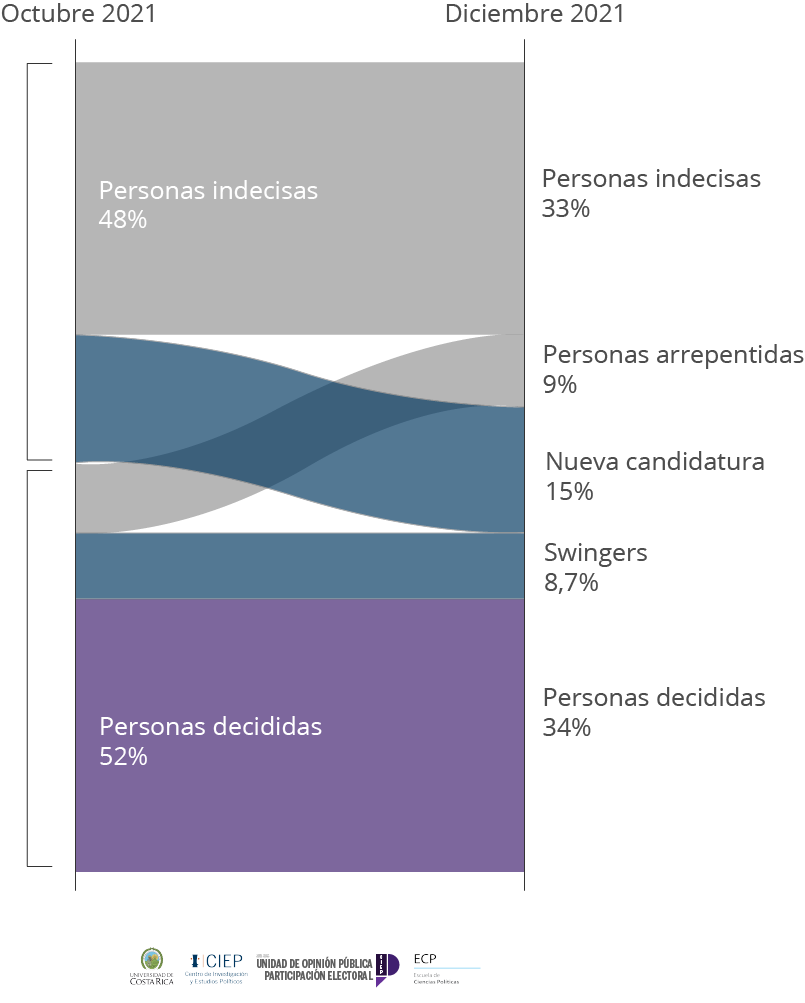 Octubre 2021
Diciembre 2021
Personas indecisas
48%
Personas indecisas
33%
Personas arrepentidas
9%
Nueva candidatura
15%
Swingers
8,7%
Personas decididas
52%
Personas decididas
34%
UNIVERSIDAD DE
COSTA RICA
CIEP
Centro de Investigación
y Estudios Políticos
UNIDAD DE OPINIÓN PÚBLICA
PARTICIPACIÓN ELECTORAL
CIEP
ECP
Escuela de
Ciencias Políticas